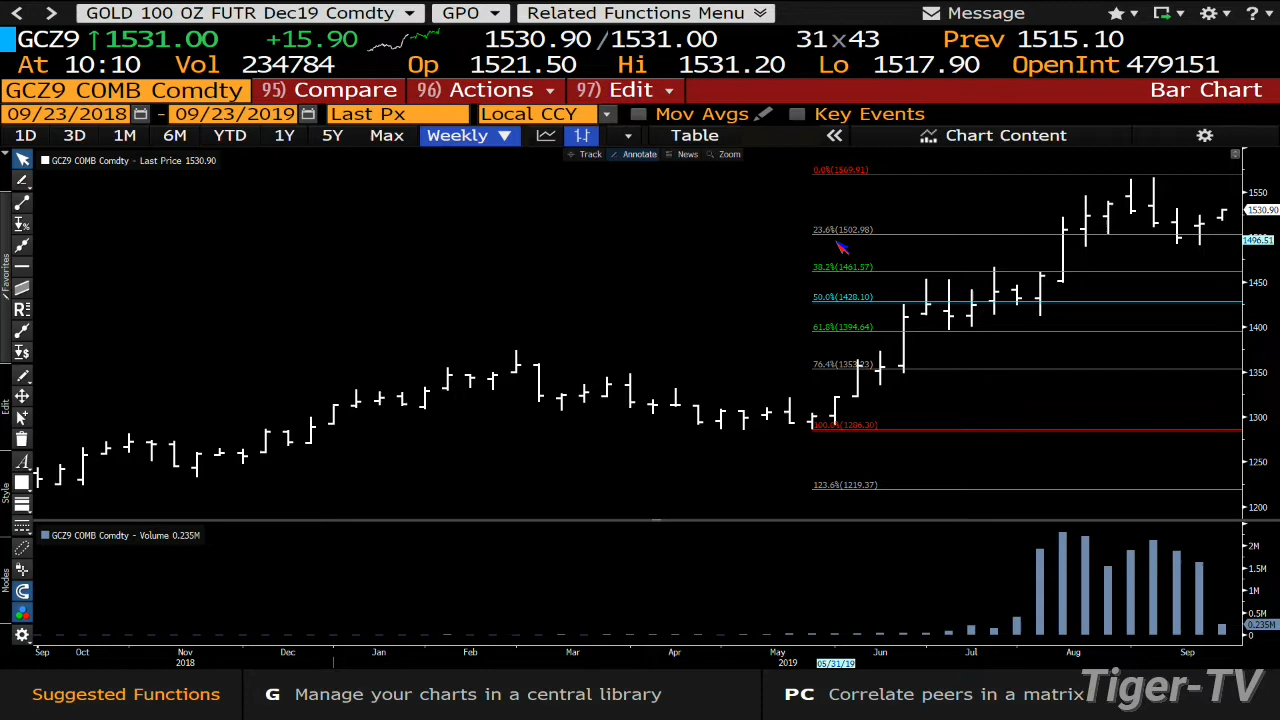 GOLD 100 OZ FUTR Dec19 Comdty GPO Related Functions Menu Message ?
GCZ9 ↑1531.00 +15.90 1530.90/1531.00 31×43 Prev 1515.10
At 10:10 Vol 234784 Op 1521.50 Hi 1531.20 Lo 1517.90 OpenInt 479151
GCZ9 COMB Comdty 95) Compare 96) Actions 97) Edit Bar Chart
09/23/2018 - 09/23/2019 Last Px Local CCY Mov Avgs Key Events
1D 3D 1M 6M YTD 1Y 5Y Max Weekly ▼ Table « Chart Content
Track Annotate News Zoom
GCZ9 COMB Comdty - Last Price 1530.90
0.0%(1569.91)
1550
1530.90
23.6%(1502.98)
1496.51
38.2%(1461.57)
1450
50.0%(1428.10)
61.8%(1394.64)
1400
76.4%(1353.23)
1350
100.0%(1286.30)
1300
1250
123.6%(1219.37)
1200
Favorites
Edit
Style
Modes
GCZ9 COMB Comdty - Volume 0.235M
2M
1.5M
1M
0.5M
0.235M
0
Sep Oct Nov Dec Jan Feb Mar Apr May Jun Jul Aug Sep
2018 2019 05/31/19
Suggested Functions G Manage your charts in a central library PC Correlate peers in a matrix
Tiger-TV